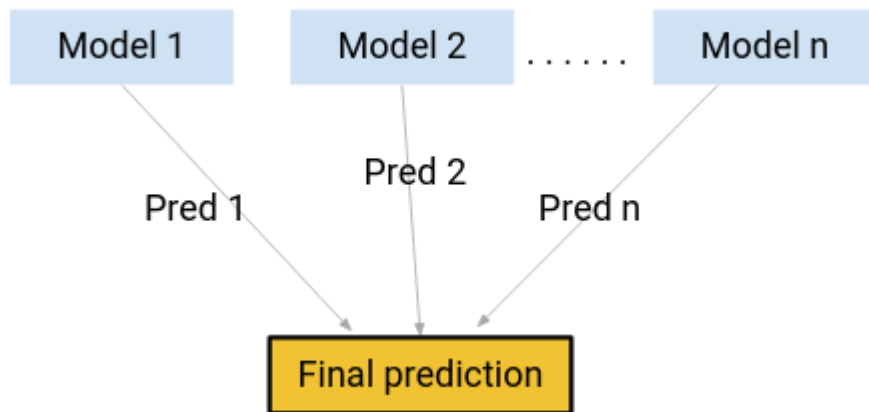 Model 1
Model 2
. . . . . .
Model n
Pred 1
Pred 2
Pred n
Final prediction